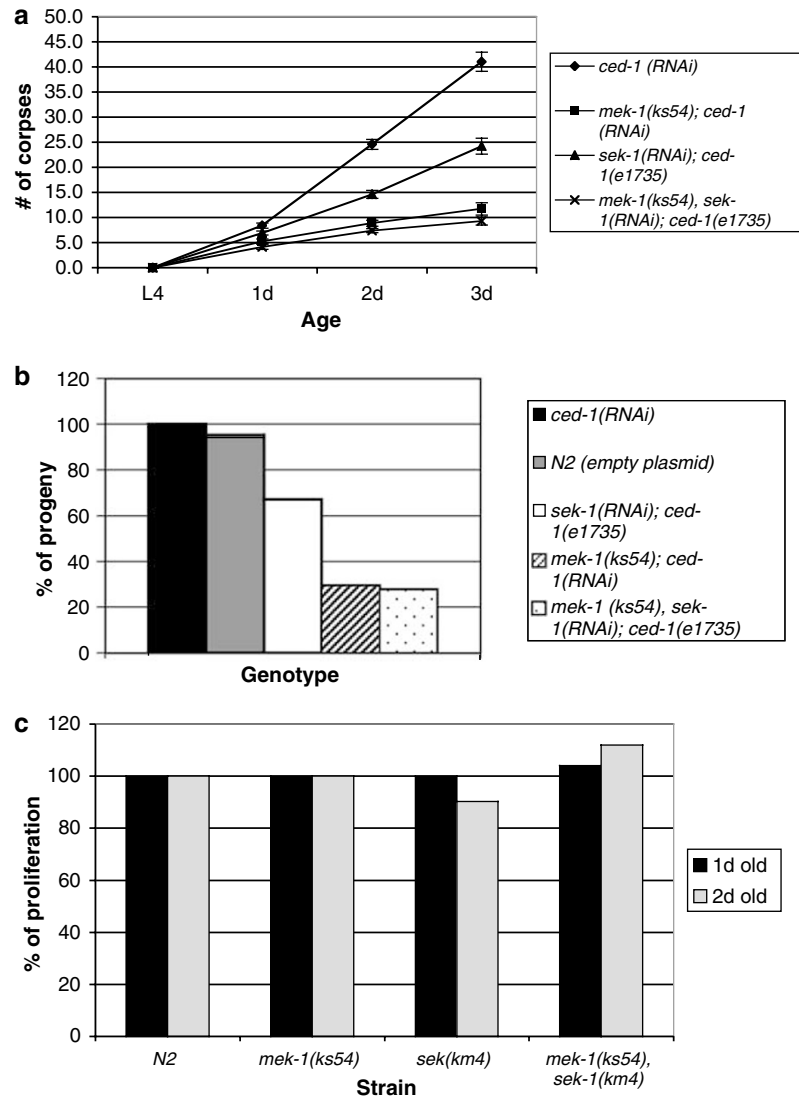 a
50.0
45.0
40.0
35.0
30.0
25.0
20.0
15.0
10.0
5.0
0.0
# of corpses
L4 1d 2d 3d
Age
ced-1 (RNAi)
mek-1(ks54); ced-1
(RNAi)
sek-1(RNAi); ced-
1(e1735)
mek-1(ks54), sek-
1(RNAi); ced-1(e1735)
b
120
100
80
60
40
20
0
% of progeny
Genotype
ced-1(RNAi)
N2 (empty plasmid)
sek-1(RNAi); ced-
1(e1735)
mek-1(ks54); ced-
1(RNAi)
mek-1 (ks54), sek-
1(RNAi); ced-1(e1735)
c
120
100
80
60
40
20
0
% of proliferation
N2 mek-1(ks54) sek(km4) mek-1(ks54),
sek-1(km4)
Strain
1d old
2d old